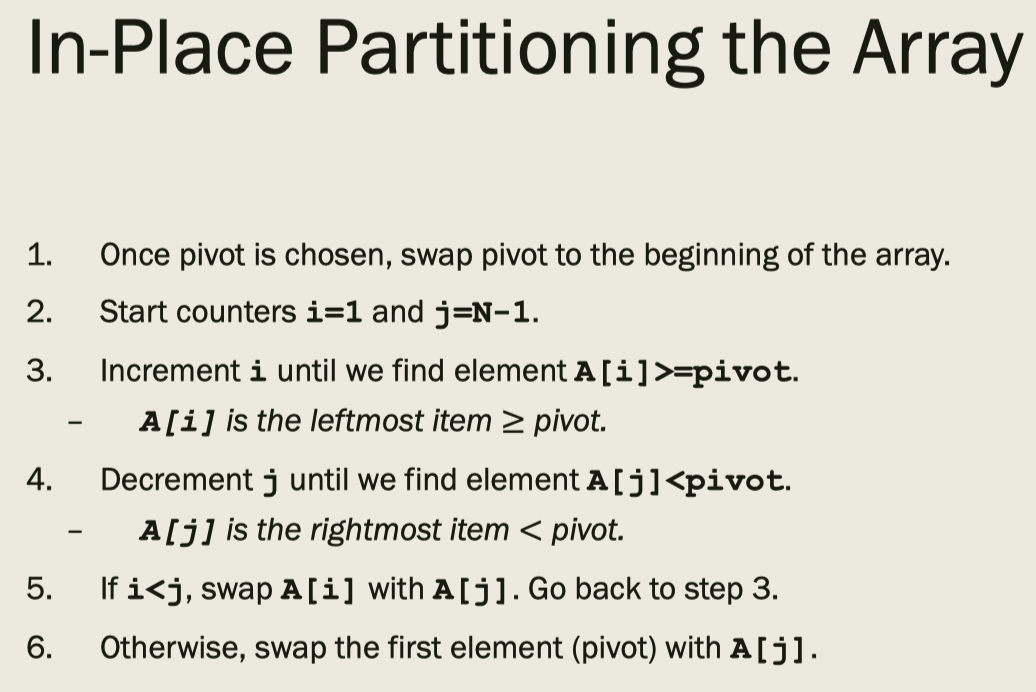 In-Place Partitioning the Array
1. Once pivot is chosen, swap pivot to the beginning of the array.
2. Start counters i=1 and j=N-1.
3. Increment i until we find element A[i]>=pivot.
– A[i] is the leftmost item ≥ pivot.
4. Decrement j until we find element A[j]<pivot.
– A[j] is the rightmost item < pivot.
5. If i<j, swap A[i] with A[j]. Go back to step 3.
6. Otherwise, swap the first element (pivot) with A[j].